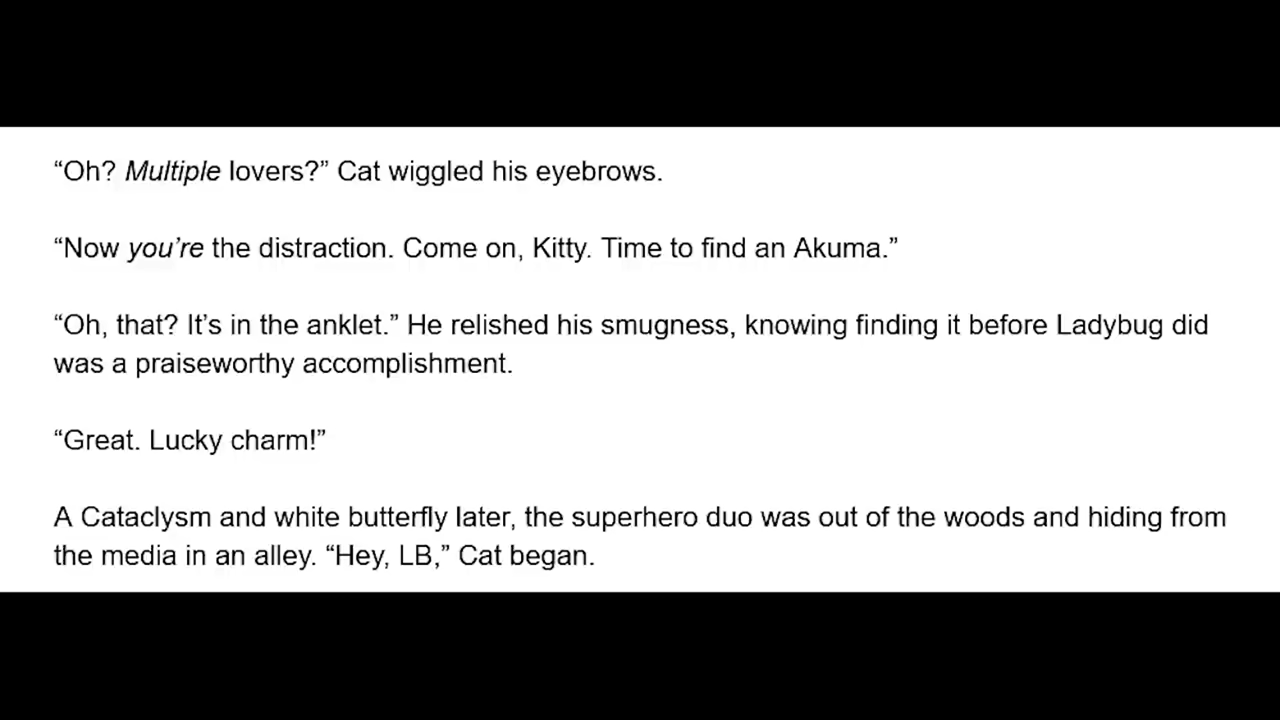 “Oh? Multiple lovers?” Cat wiggled his eyebrows.
“Now you’re the distraction. Come on, Kitty. Time to find an Akuma.”
“Oh, that? It’s in the anklet.” He relished his smugness, knowing finding it before Ladybug did
was a praiseworthy accomplishment.
“Great. Lucky charm!”
A Cataclysm and white butterfly later, the superhero duo was out of the woods and hiding from
the media in an alley. “Hey, LB,” Cat began.